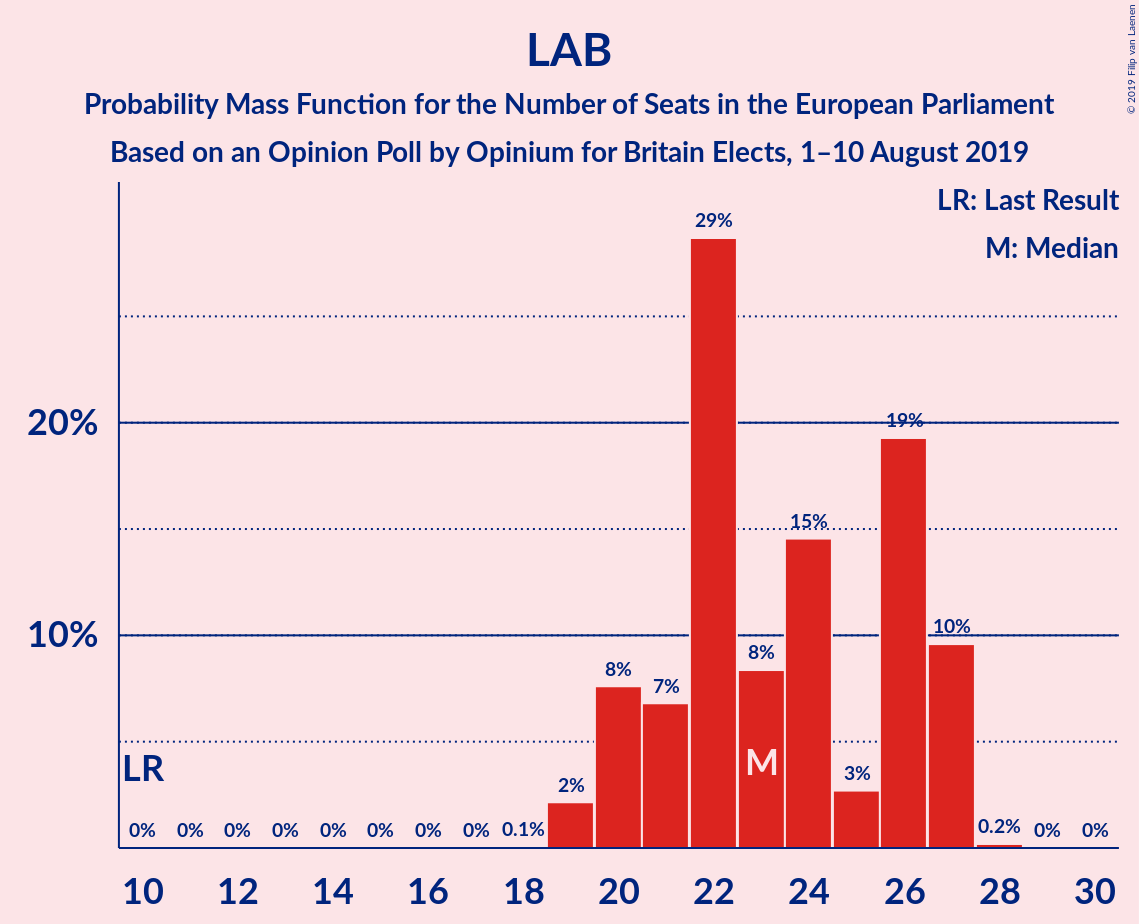 LAB
Probability Mass Function for the Number of Seats in the European Parliament
Based on an Opinion Poll by Opinium for Britain Elects, 1–10 August 2019
© 2019 Filip van Laenen
LR: Last Result
M: Median
29%
20%
19%
15%
10%
10%
8%
8%
7%
M
LR
3%
2%
0% 0% 0% 0% 0% 0% 0% 0% 0.1% 0.2% 0% 0%
10 12 14 16 18 20 22 24 26 28 30